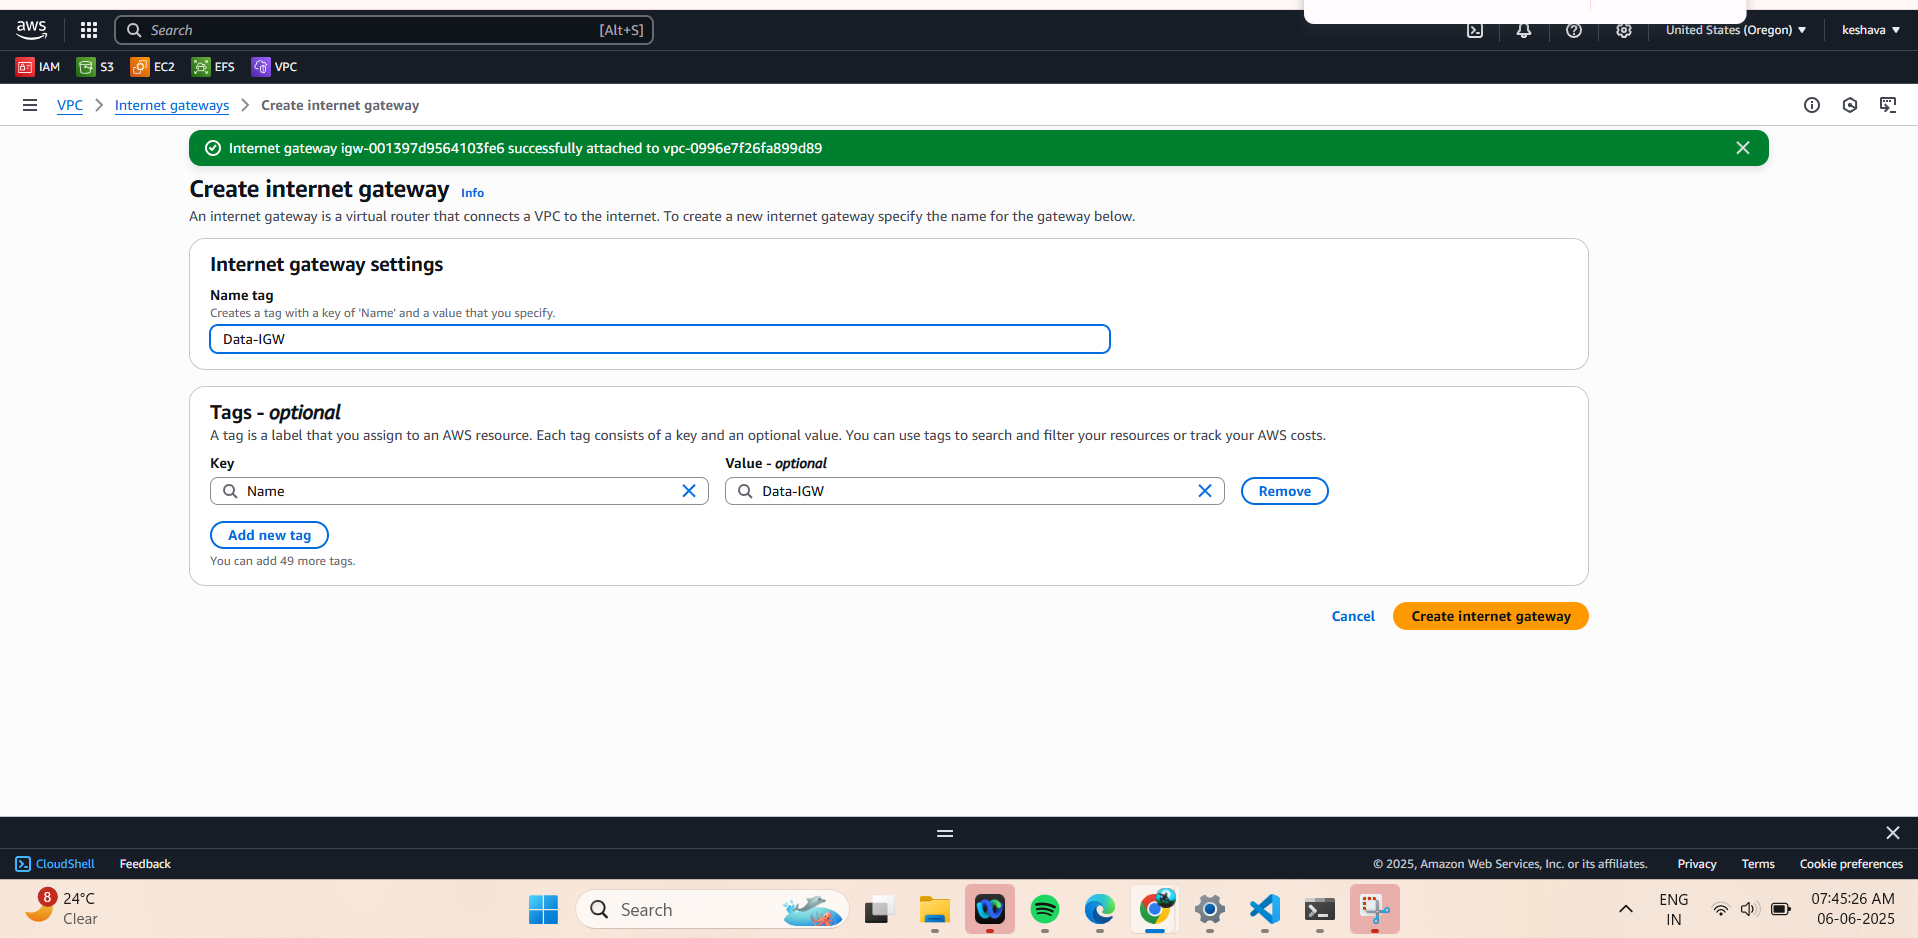 aws
Search
[Alt+S]
United States (Oregon)
keshava
IAM
S3
EC2
EFS
VPC
VPC
Internet gateways
Create internet gateway
Internet gateway igw-001397d9564103fe6 successfully attached to vpc-0996e7f26fa899d89
Create internet gateway Info
An internet gateway is a virtual router that connects a VPC to the internet. To create a new internet gateway specify the name for the gateway below.
Internet gateway settings
Name tag
Creates a tag with a key of 'Name' and a value that you specify.
Data-IGW
Tags - optional
A tag is a label that you assign to an AWS resource. Each tag consists of a key and an optional value. You can use tags to search and filter your resources or track your AWS costs.
Key
Value - optional
Name
Data-IGW
Remove
Add new tag
You can add 49 more tags.
Cancel
Create internet gateway
CloudShell
Feedback
© 2025, Amazon Web Services, Inc. or its affiliates.
Privacy
Terms
Cookie preferences
8
24°C
Clear
Search
ENG
IN
07:45:26 AM
06-06-2025